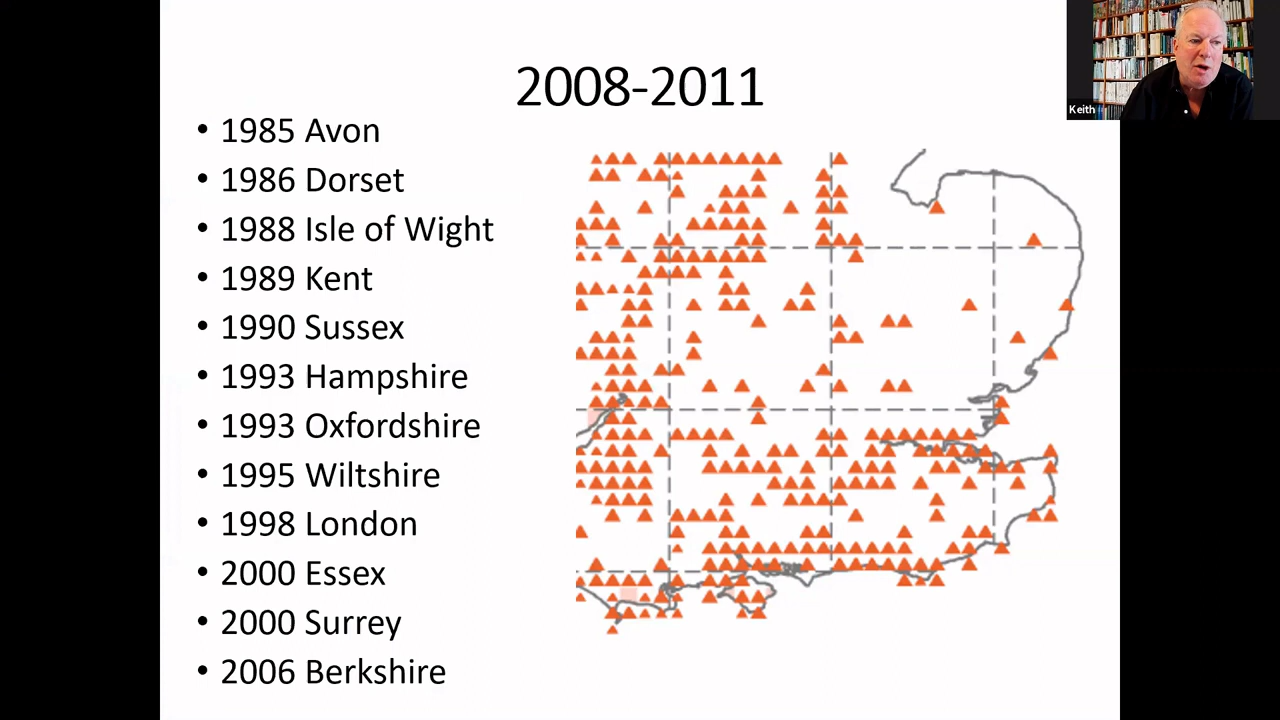 2008-2011
• 1985 Avon
• 1986 Dorset
• 1988 Isle of Wight
• 1989 Kent
• 1990 Sussex
• 1993 Hampshire
• 1993 Oxfordshire
• 1995 Wiltshire
• 1998 London
• 2000 Essex
• 2000 Surrey
• 2006 Berkshire
Keith